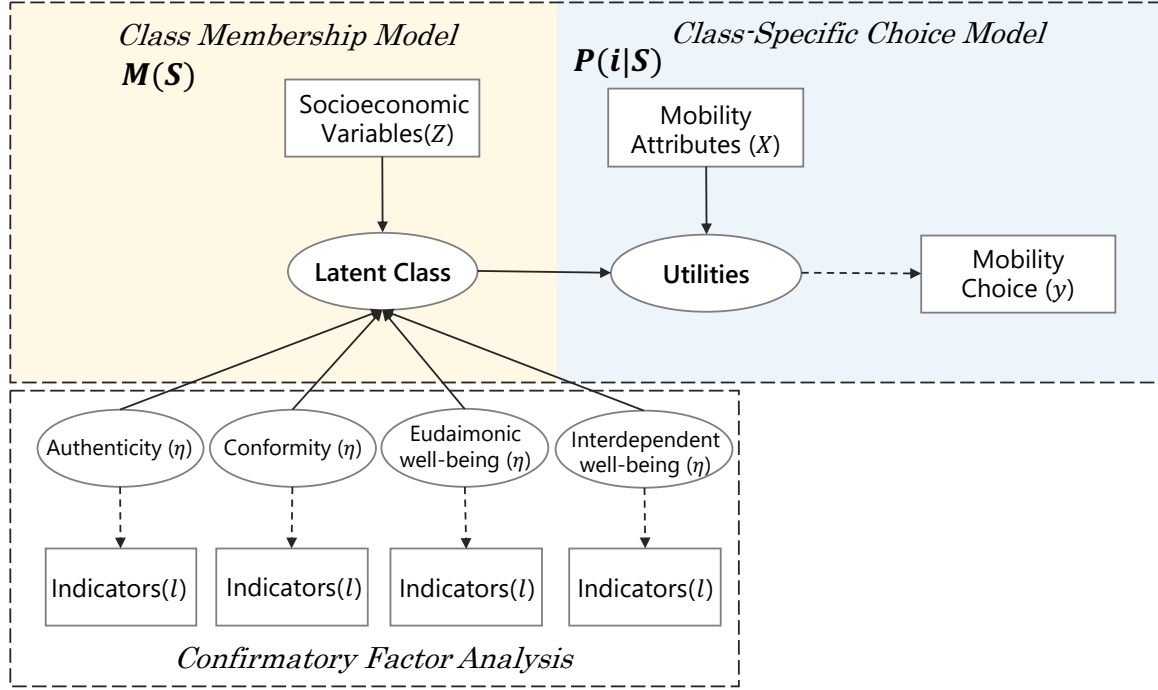 Class Membership Model
M(S)
Class-Specific Choice Model
P(i|S)
Socioeconomic
Variables(Z)
Mobility
Attributes (X)
Latent Class
Utilities
Mobility
Choice (y)
Authenticity (η)
Conformity (η)
Eudaimonic
well-being (η)
Interdependent
well-being (η)
Indicators(l)
Indicators(l)
Indicators(l)
Indicators(l)
Confirmatory Factor Analysis